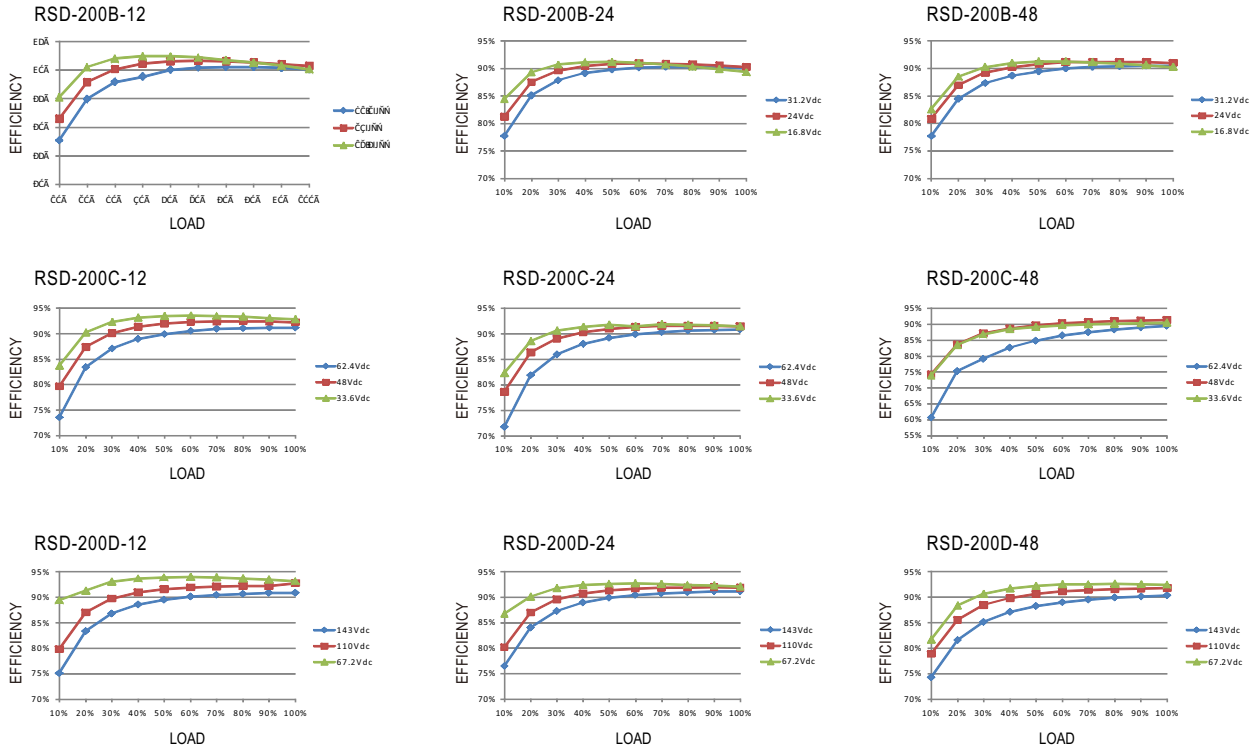 RSD-200B-12
EFFICIENCY
LOAD
RSD-200B-24
EFFICIENCY
95%
90%
85%
80%
75%
70%
10% 20% 30% 40% 50% 60% 70% 80% 90% 100%
LOAD
31.2Vdc
24Vdc
16.8Vdc
RSD-200B-48
EFFICIENCY
95%
90%
85%
80%
75%
70%
10% 20% 30% 40% 50% 60% 70% 80% 90% 100%
LOAD
31.2Vdc
24Vdc
16.8Vdc
RSD-200C-12
EFFICIENCY
95%
90%
85%
80%
75%
70%
10% 20% 30% 40% 50% 60% 70% 80% 90% 100%
LOAD
62.4Vdc
48Vdc
33.6Vdc
RSD-200C-24
EFFICIENCY
95%
90%
85%
80%
75%
70%
10% 20% 30% 40% 50% 60% 70% 80% 90% 100%
LOAD
62.4Vdc
48Vdc
33.6Vdc
RSD-200C-48
EFFICIENCY
95%
90%
85%
80%
75%
70%
65%
60%
55%
10% 20% 30% 40% 50% 60% 70% 80% 90% 100%
LOAD
62.4Vdc
48Vdc
33.6Vdc
RSD-200D-12
EFFICIENCY
95%
90%
85%
80%
75%
70%
10% 20% 30% 40% 50% 60% 70% 80% 90% 100%
LOAD
143Vdc
110Vdc
67.2Vdc
RSD-200D-24
EFFICIENCY
95%
90%
85%
80%
75%
70%
10% 20% 30% 40% 50% 60% 70% 80% 90% 100%
LOAD
143Vdc
110Vdc
67.2Vdc
RSD-200D-48
EFFICIENCY
95%
90%
85%
80%
75%
70%
10% 20% 30% 40% 50% 60% 70% 80% 90% 100%
LOAD
143Vdc
110Vdc
67.2Vdc